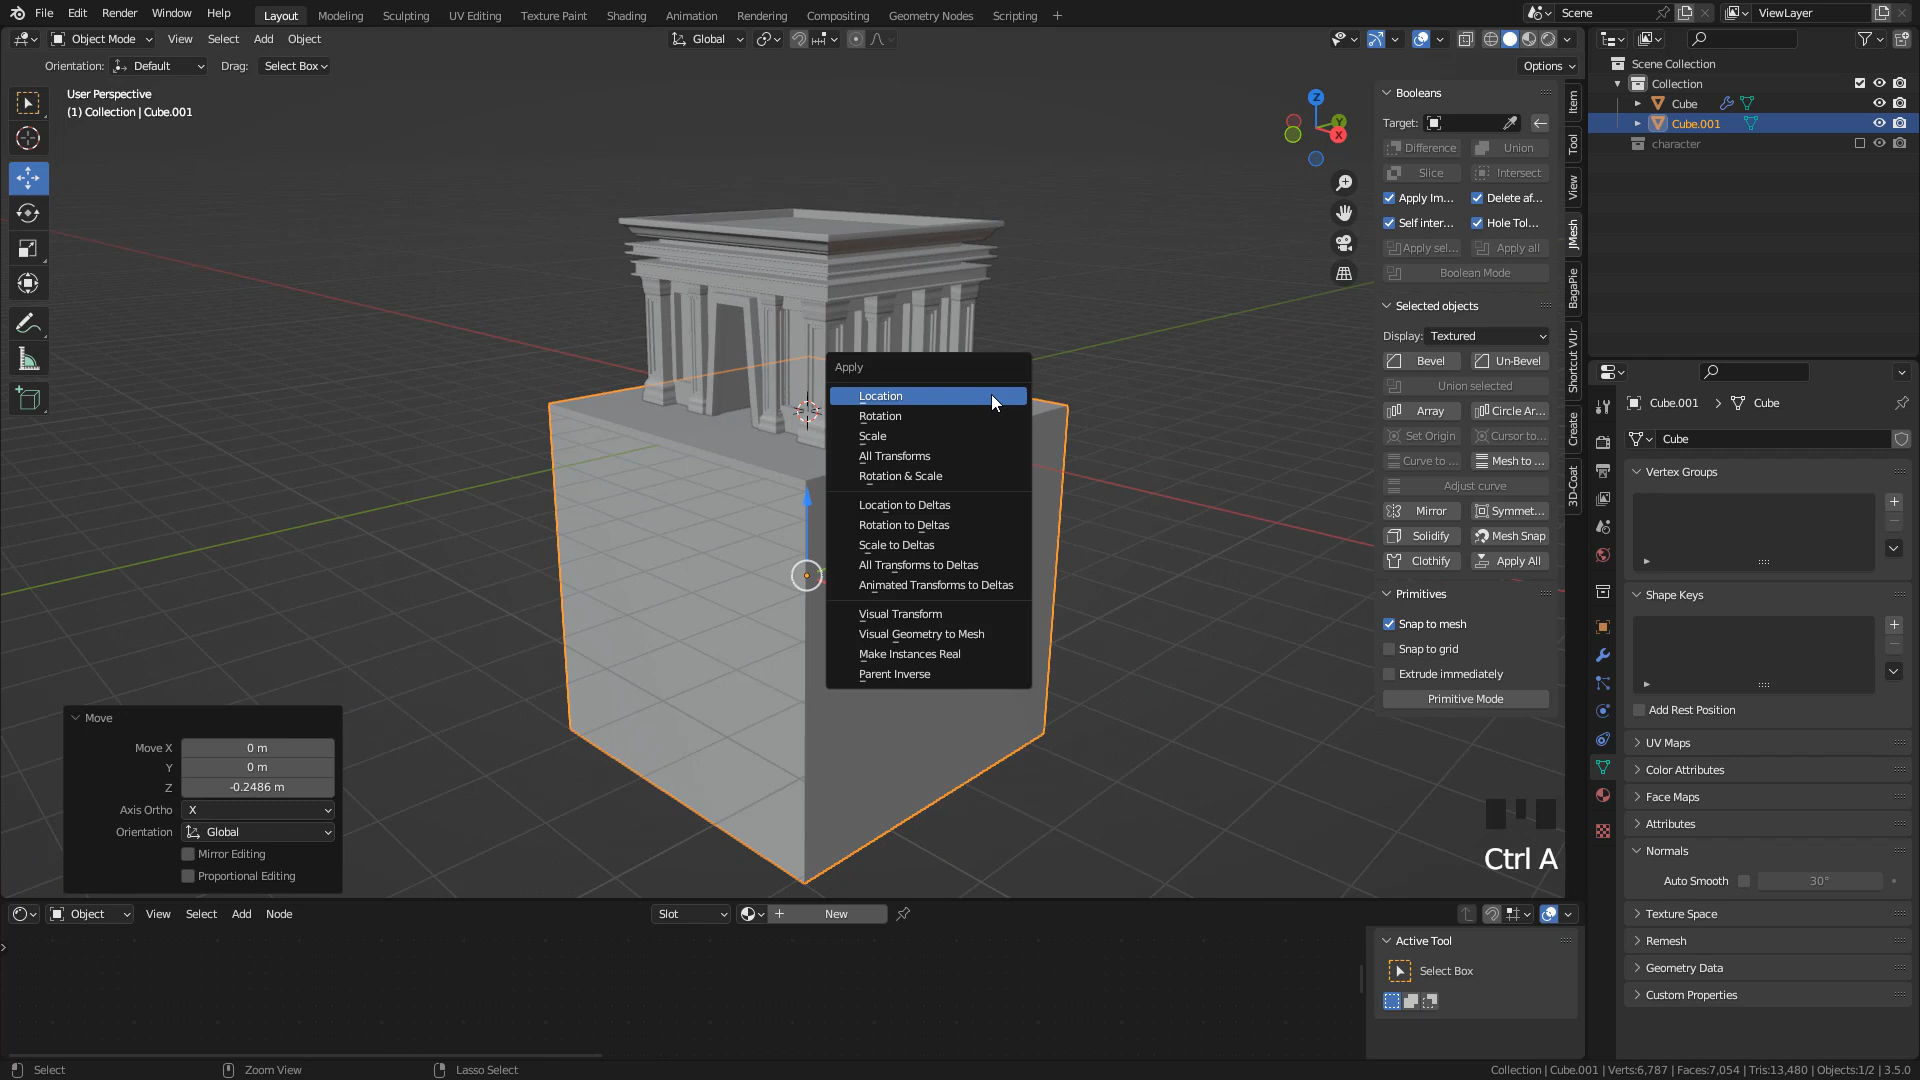 File Edit Render Window Help Layout Modeling Sculpting UV Editing Texture Paint Shading Animation Rendering Compositing Geometry Nodes Scripting + Scene ViewLayer
Object Mode View Select Add Object Global
Orientation: Default Drag: Select Box Options
User Perspective
(1) Collection | Cube.001
Z
Y
X
Booleans
Target:
Difference Union
Slice Intersect
Apply Im... Delete af...
Self inter... Hole Tol...
Apply sel... Apply all
Boolean Mode
Selected objects
Display: Textured
Bevel Un-Bevel
Union selected
Array Circle Ar...
Set Origin Cursor to...
Curve to ... Mesh to ...
Adjust curve
Mirror Symmet...
Solidify Mesh Snap
Clothify Apply All
Primitives
Snap to mesh
Snap to grid
Extrude immediately
Primitive Mode
Item
Tool
View
JMesh
BagaPie
Shortcut VUr
Create
3D-Coat
Scene Collection
Collection
Cube
Cube.001
character
Cube.001 > Cube
Cube
Vertex Groups
Shape Keys
Add Rest Position
UV Maps
Color Attributes
Face Maps
Attributes
Normals
Auto Smooth 30°
Texture Space
Remesh
Geometry Data
Custom Properties
Apply
Location
Rotation
Scale
All Transforms
Rotation & Scale
Location to Deltas
Rotation to Deltas
Scale to Deltas
All Transforms to Deltas
Animated Transforms to Deltas
Visual Transform
Visual Geometry to Mesh
Make Instances Real
Parent Inverse
Move
Move X 0 m
Y 0 m
Z -0.2486 m
Axis Ortho X
Orientation Global
Mirror Editing
Proportional Editing
Ctrl A
Object View Select Add Node Slot + New
Active Tool
Select Box
Select Zoom View Lasso Select Collection | Cube.001 | Verts:6,787 | Faces:7,054 | Tris:13,480 | Objects:1/2 | 3.5.0